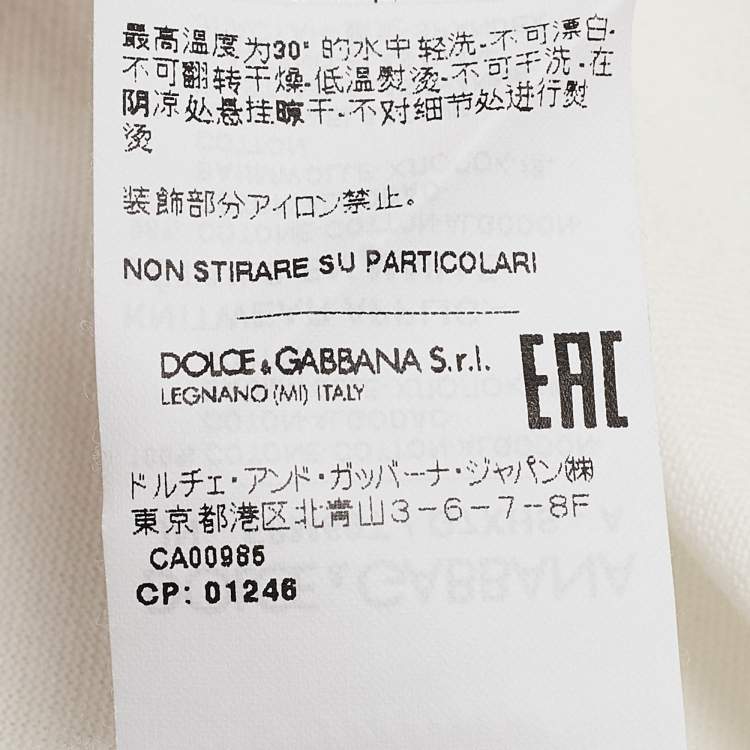 最高温度为30°的水中轻洗-不可漂白-
不可翻转干燥-低温熨烫-不可干洗-在
阴凉处悬挂晾干-不对细节处进行熨
烫
装飾部分アイロン禁止。
NON STIRARE SU PARTICOLARI
DOLCE & GABBANA S.r.l.
LEGNANO (MI) ITALY
EAC
ドルチェ・アンド・ガッバーナ・ジャパン㈱
東京都港区北青山3-6-7-8F
CA00985
CP: 01246